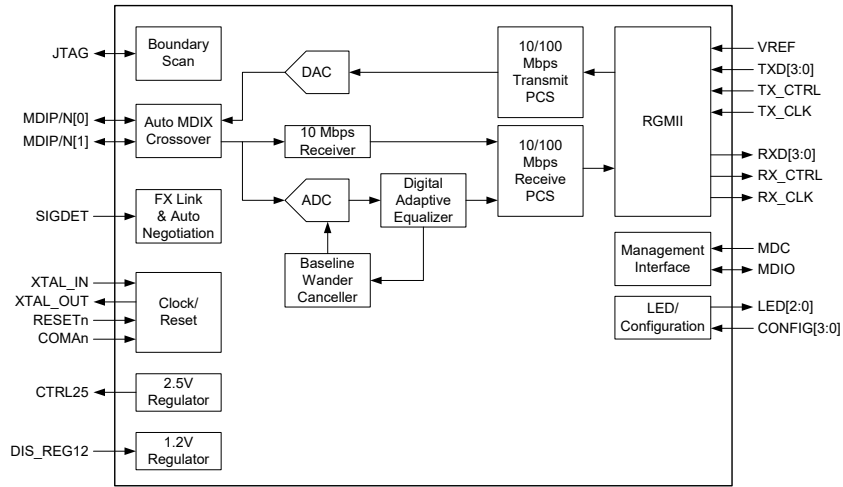 JTAG
Boundary
Scan
DAC
10/100
Mbps
Transmit
PCS
RGMII
VREF
TXD[3:0]
TX_CTRL
TX_CLK
MDIP/N[0]
MDIP/N[1]
Auto MDIX
Crossover
10 Mbps
Receiver
10/100
Mbps
Receive
PCS
RXD[3:0]
RX_CTRL
RX_CLK
SIGDET
FX Link
& Auto
Negotiation
ADC
Digital
Adaptive
Equalizer
Baseline
Wander
Canceller
Management
Interface
MDC
MDIO
XTAL_IN
XTAL_OUT
RESETn
COMAn
Clock/
Reset
LED/
Configuration
LED[2:0]
CONFIG[3:0]
CTRL25
2.5V
Regulator
DIS_REG12
1.2V
Regulator